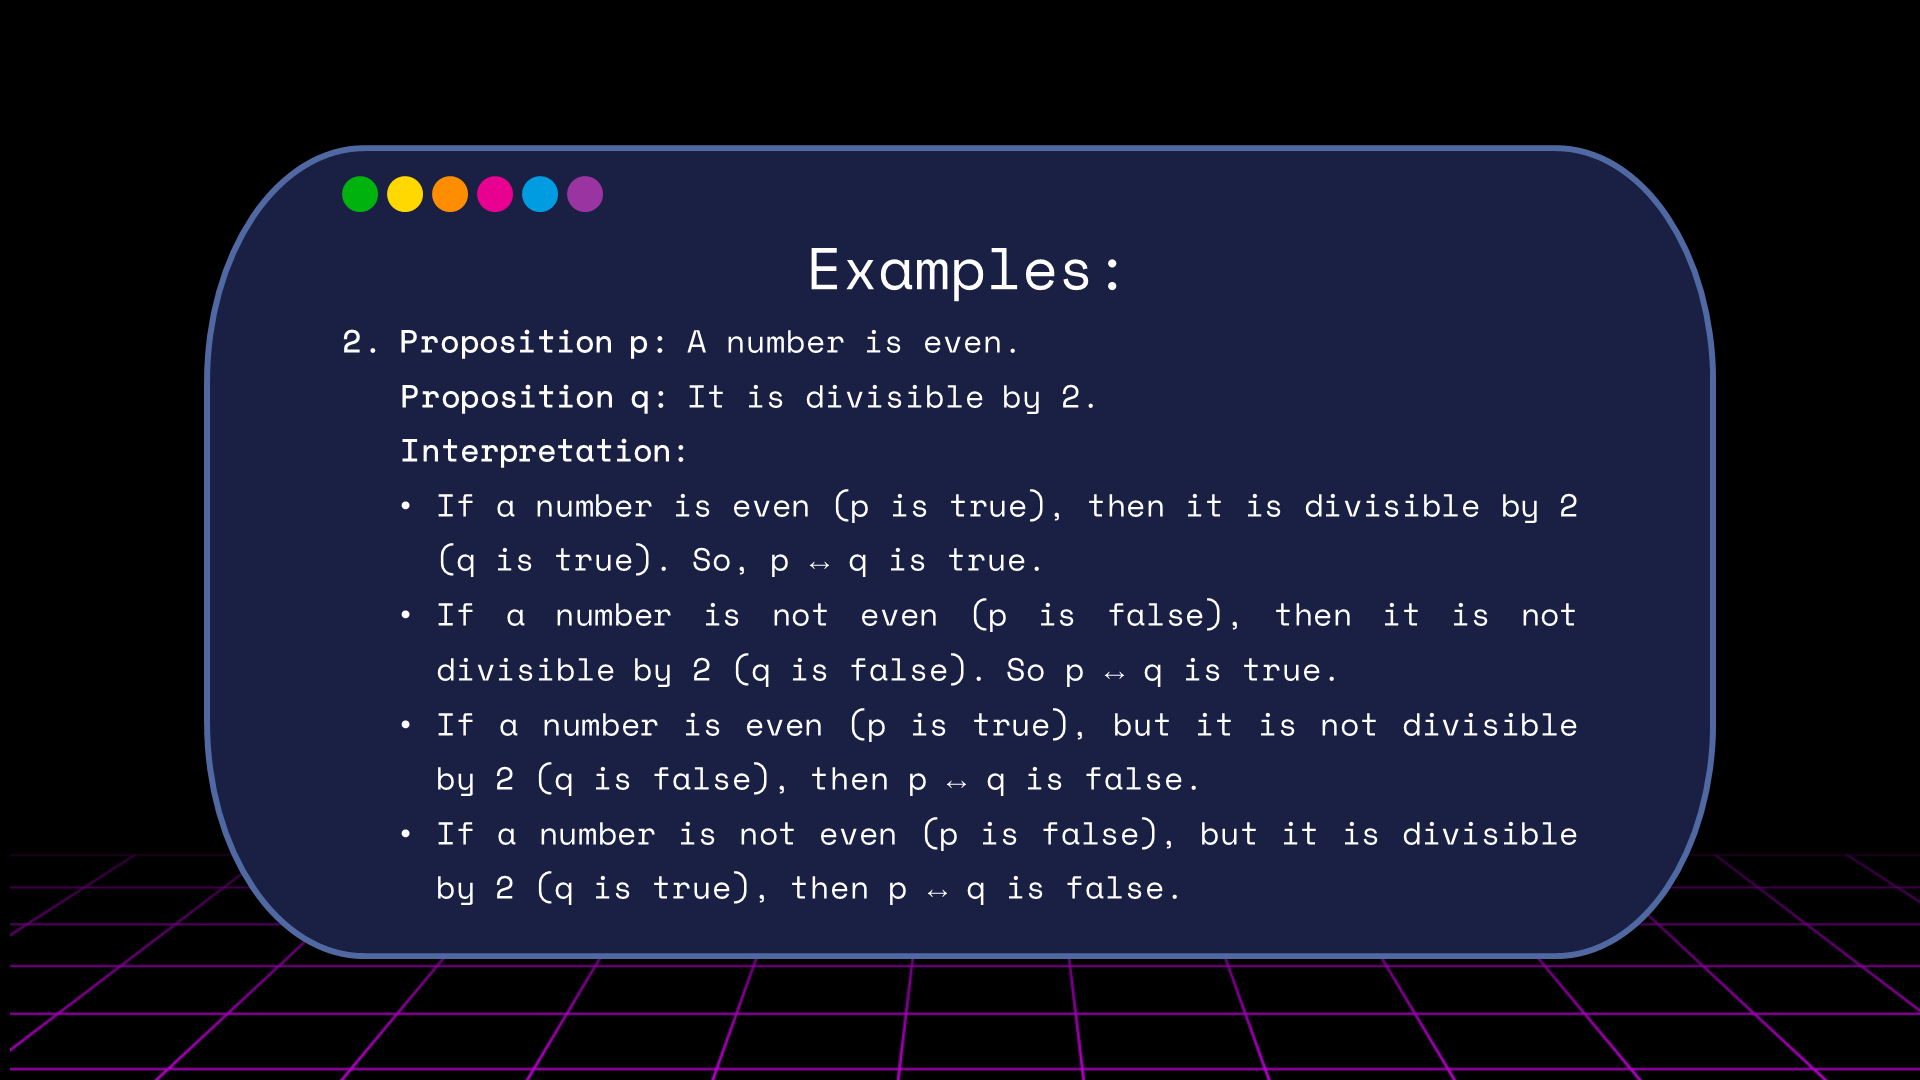 Examples:
2. Proposition p: A number is even.
Proposition q: It is divisible by 2.
Interpretation:
• If a number is even (p is true), then it is divisible by 2
(q is true). So, p ↔ q is true.
• If a number is not even (p is false), then it is not
divisible by 2 (q is false). So p ↔ q is true.
• If a number is even (p is true), but it is not divisible
by 2 (q is false), then p ↔ q is false.
• If a number is not even (p is false), but it is divisible
by 2 (q is true), then p ↔ q is false.